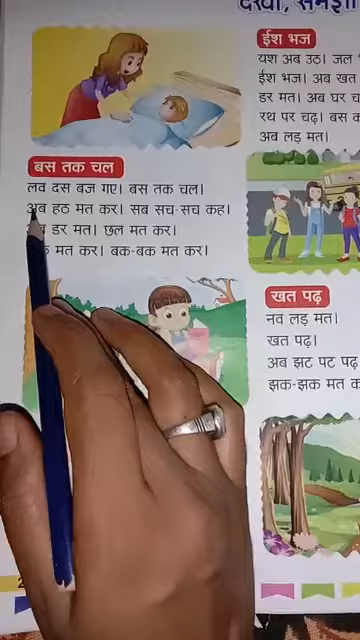 देखो, समझो
बस तक चल
लव दस बज गए। बस तक चल।
अब हठ मत कर। सब सच-सच कह।
डर मत। छल मत कर।
मत कर। बक-बक मत कर।
ईश भज
यश अब उठ। जल
ईश भज। अब खत
डर मत। अब घर च
रथ पर चढ़। बस क
अब लड़ मत।
खत पढ़
नव लड़ मत।
खत पढ़।
अब झट पट पढ़
झक-झक मत क